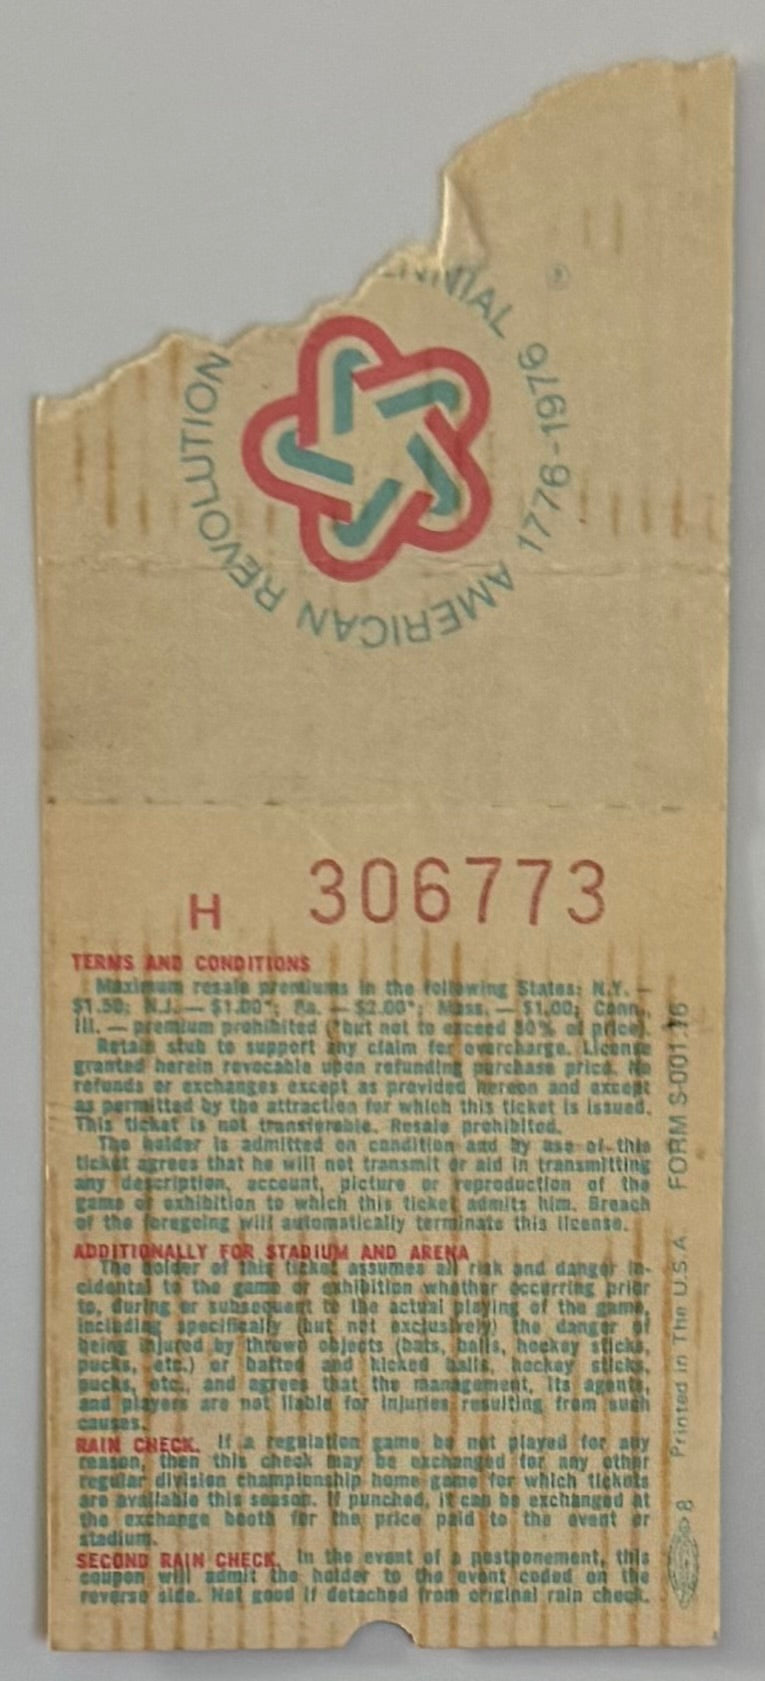 AMERICAN REVOLUTION ENNIAL 1776-1976
®
H 306773
TERMS AND CONDITIONS
Maximum resale premiums in the following States: N.Y. —
$1.50; N.J. — $1.00*; Pa. — $2.00*; Mass. — $1.00; Conn.
Ill. — premium prohibited (*but not to exceed 50% of price).
Retain stub to support any claim for overcharge. License
granted herein revocable upon refunding purchase price. No
refunds or exchanges except as provided hereon and except
as permitted by the attraction for which this ticket is issued.
This ticket is not transferable. Resale prohibited.
The holder is admitted on condition and by use of this
ticket agrees that he will not transmit or aid in transmitting
any description, account, picture or reproduction of the
game or exhibition to which this ticket admits him. Breach
of the foregoing will automatically terminate this license.
ADDITIONALLY FOR STADIUM AND ARENA
The holder of this ticket assumes all risk and danger in-
cidental to the game or exhibition whether occurring prior
to, during or subsequent to the actual playing of the game,
including specifically (but not exclusively) the danger of
being injured by thrown objects (bats, balls, hockey sticks,
pucks, etc.) or batted and kicked balls, hockey sticks,
pucks, etc., and agrees that the management, its agents,
and players are not liable for injuries resulting from such
causes.
RAIN CHECK. If a regulation game be not played for any
reason, then this check may be exchanged for any other
regular division championship home game for which tickets
are available this season. If punched, it can be exchanged at
the exchange booth for the price paid to the event or
stadium.
SECOND RAIN CHECK. In the event of a postponement, this
coupon will admit the holder to the event coded on the
reverse side. Not good if detached from original rain check.
8 Printed in The U.S.A. FORM S-001:76